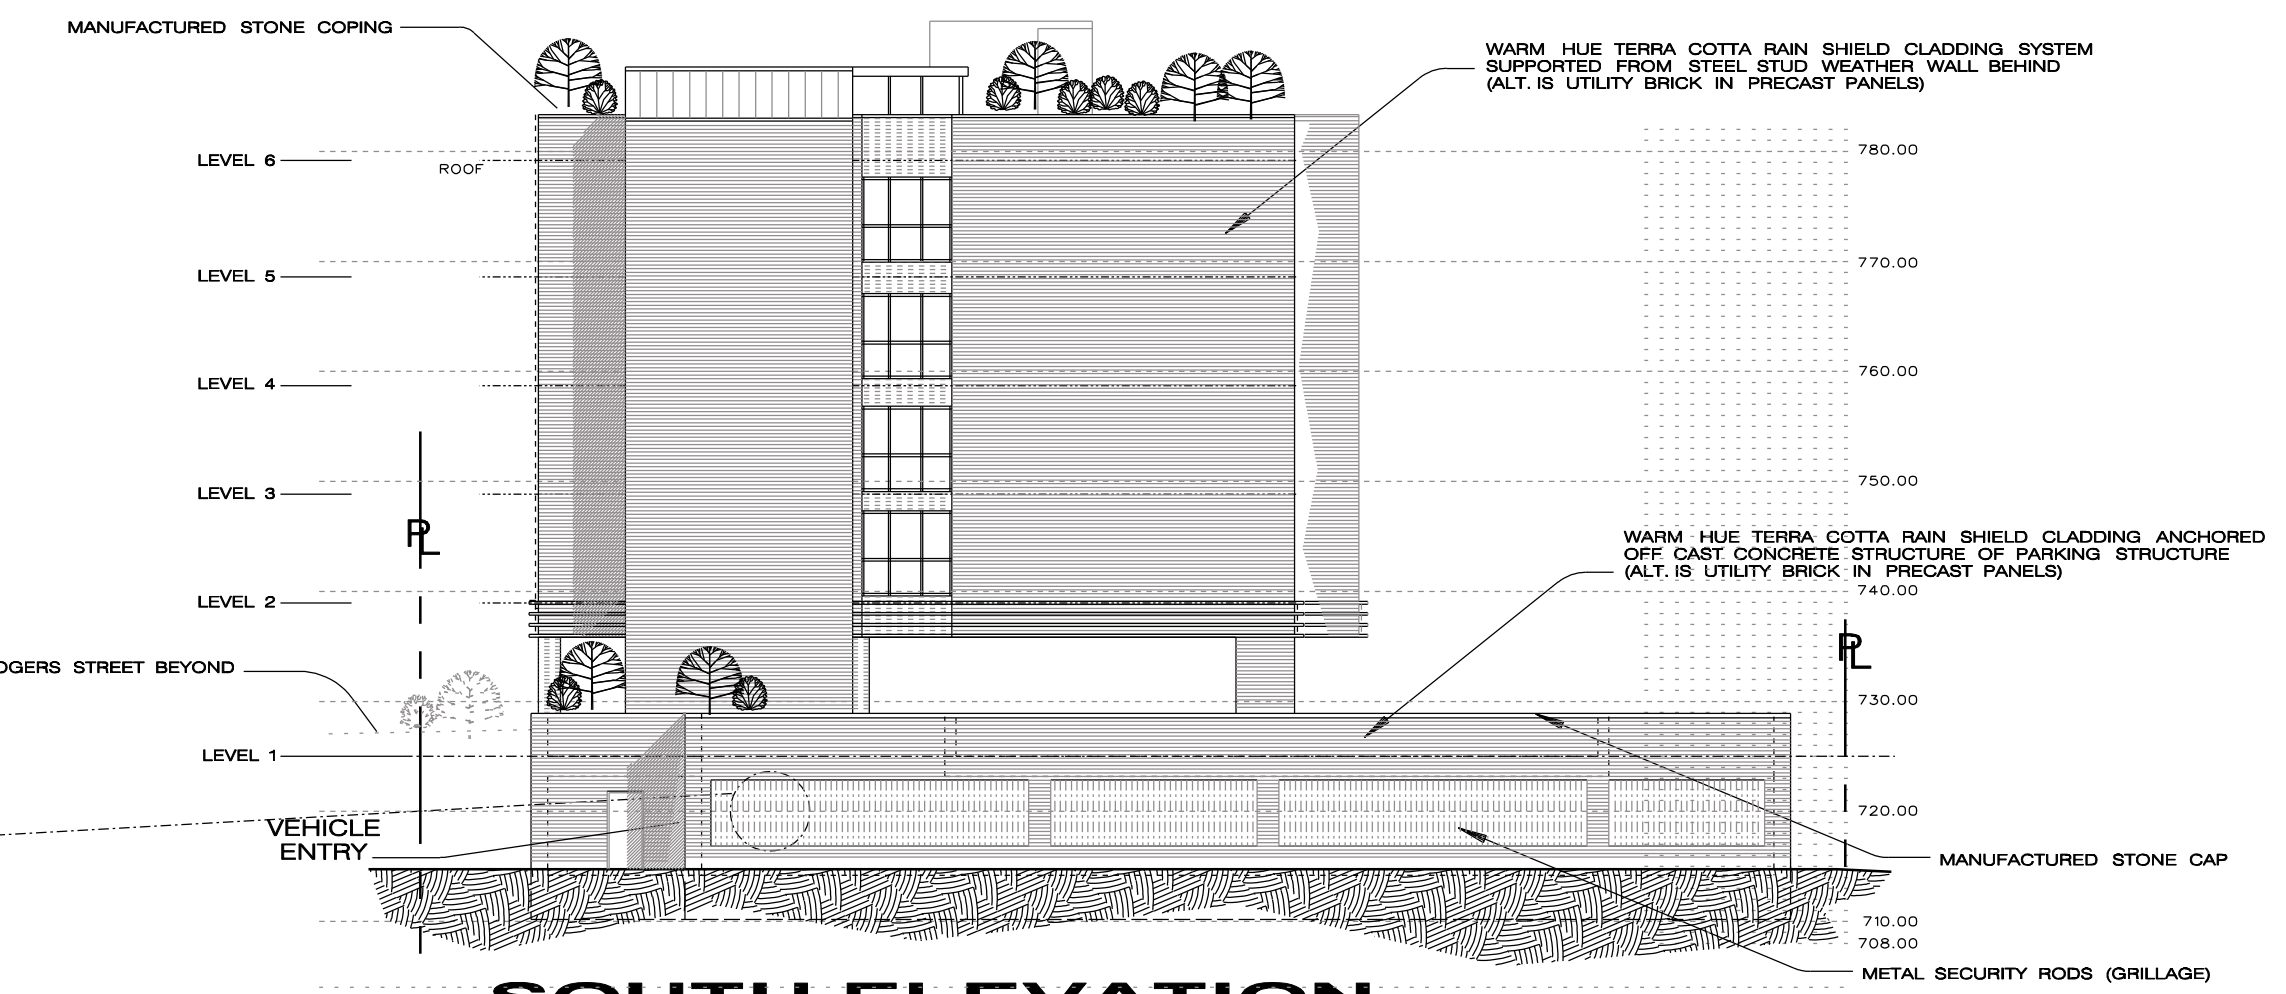 MANUFACTURED STONE COPING
WARM HUE TERRA COTTA RAIN SHIELD CLADDING SYSTEM
SUPPORTED FROM STEEL STUD WEATHER WALL BEHIND
(ALT. IS UTILITY BRICK IN PRECAST PANELS)
LEVEL 6
ROOF
780.00
LEVEL 5
770.00
LEVEL 4
760.00
LEVEL 3
750.00
PL
WARM HUE TERRA COTTA RAIN SHIELD CLADDING ANCHORED
OFF CAST CONCRETE STRUCTURE OF PARKING STRUCTURE
(ALT. IS UTILITY BRICK IN PRECAST PANELS)
LEVEL 2
740.00
PL
OGERS STREET BEYOND
730.00
LEVEL 1
720.00
VEHICLE
ENTRY
MANUFACTURED STONE CAP
710.00
708.00
METAL SECURITY RODS (GRILLAGE)
SOUTH ELEVATION